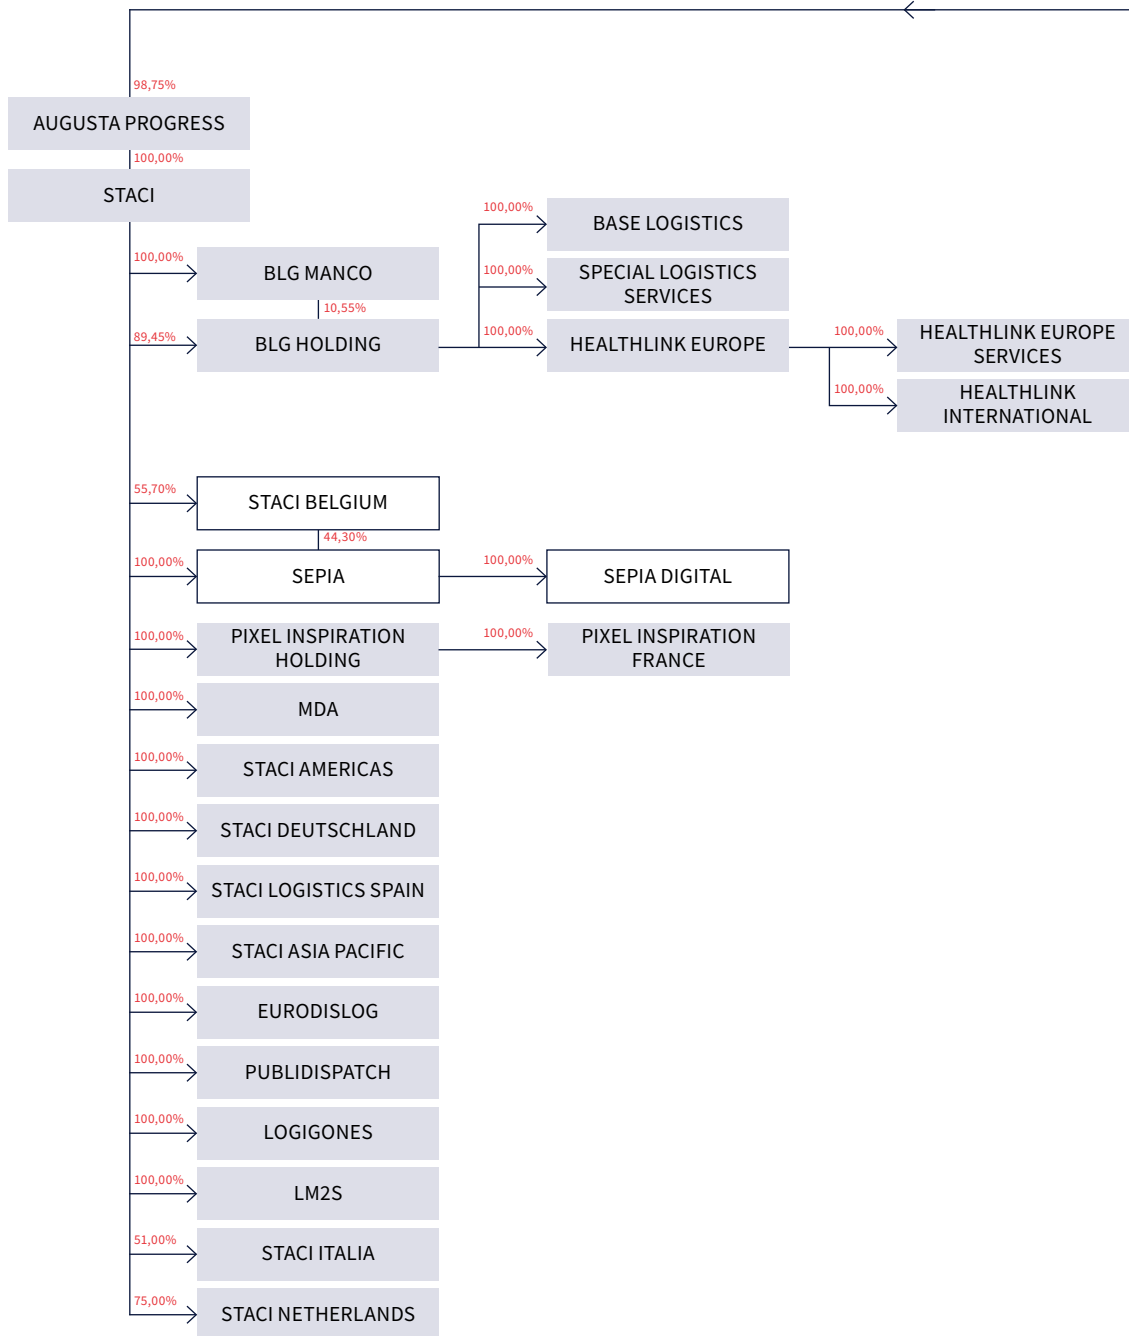 98,75%
AUGUSTA PROGRESS
100,00%
STACI
100,00%
BASE LOGISTICS
100,00%
BLG MANCO
100,00%
SPECIAL LOGISTICS
SERVICES
10,55%
89,45%
BLG HOLDING
100,00%
HEALTHLINK EUROPE
100,00%
HEALTHLINK EUROPE
SERVICES
100,00%
HEALTHLINK
INTERNATIONAL
55,70%
STACI BELGIUM
44,30%
100,00%
SEPIA
100,00%
SEPIA DIGITAL
100,00%
PIXEL INSPIRATION
HOLDING
100,00%
PIXEL INSPIRATION
FRANCE
100,00%
MDA
100,00%
STACI AMERICAS
100,00%
STACI DEUTSCHLAND
100,00%
STACI LOGISTICS SPAIN
100,00%
STACI ASIA PACIFIC
100,00%
EURODISLOG
100,00%
PUBLIDISPATCH
100,00%
LOGIGONES
100,00%
LM2S
51,00%
STACI ITALIA
75,00%
STACI NETHERLANDS